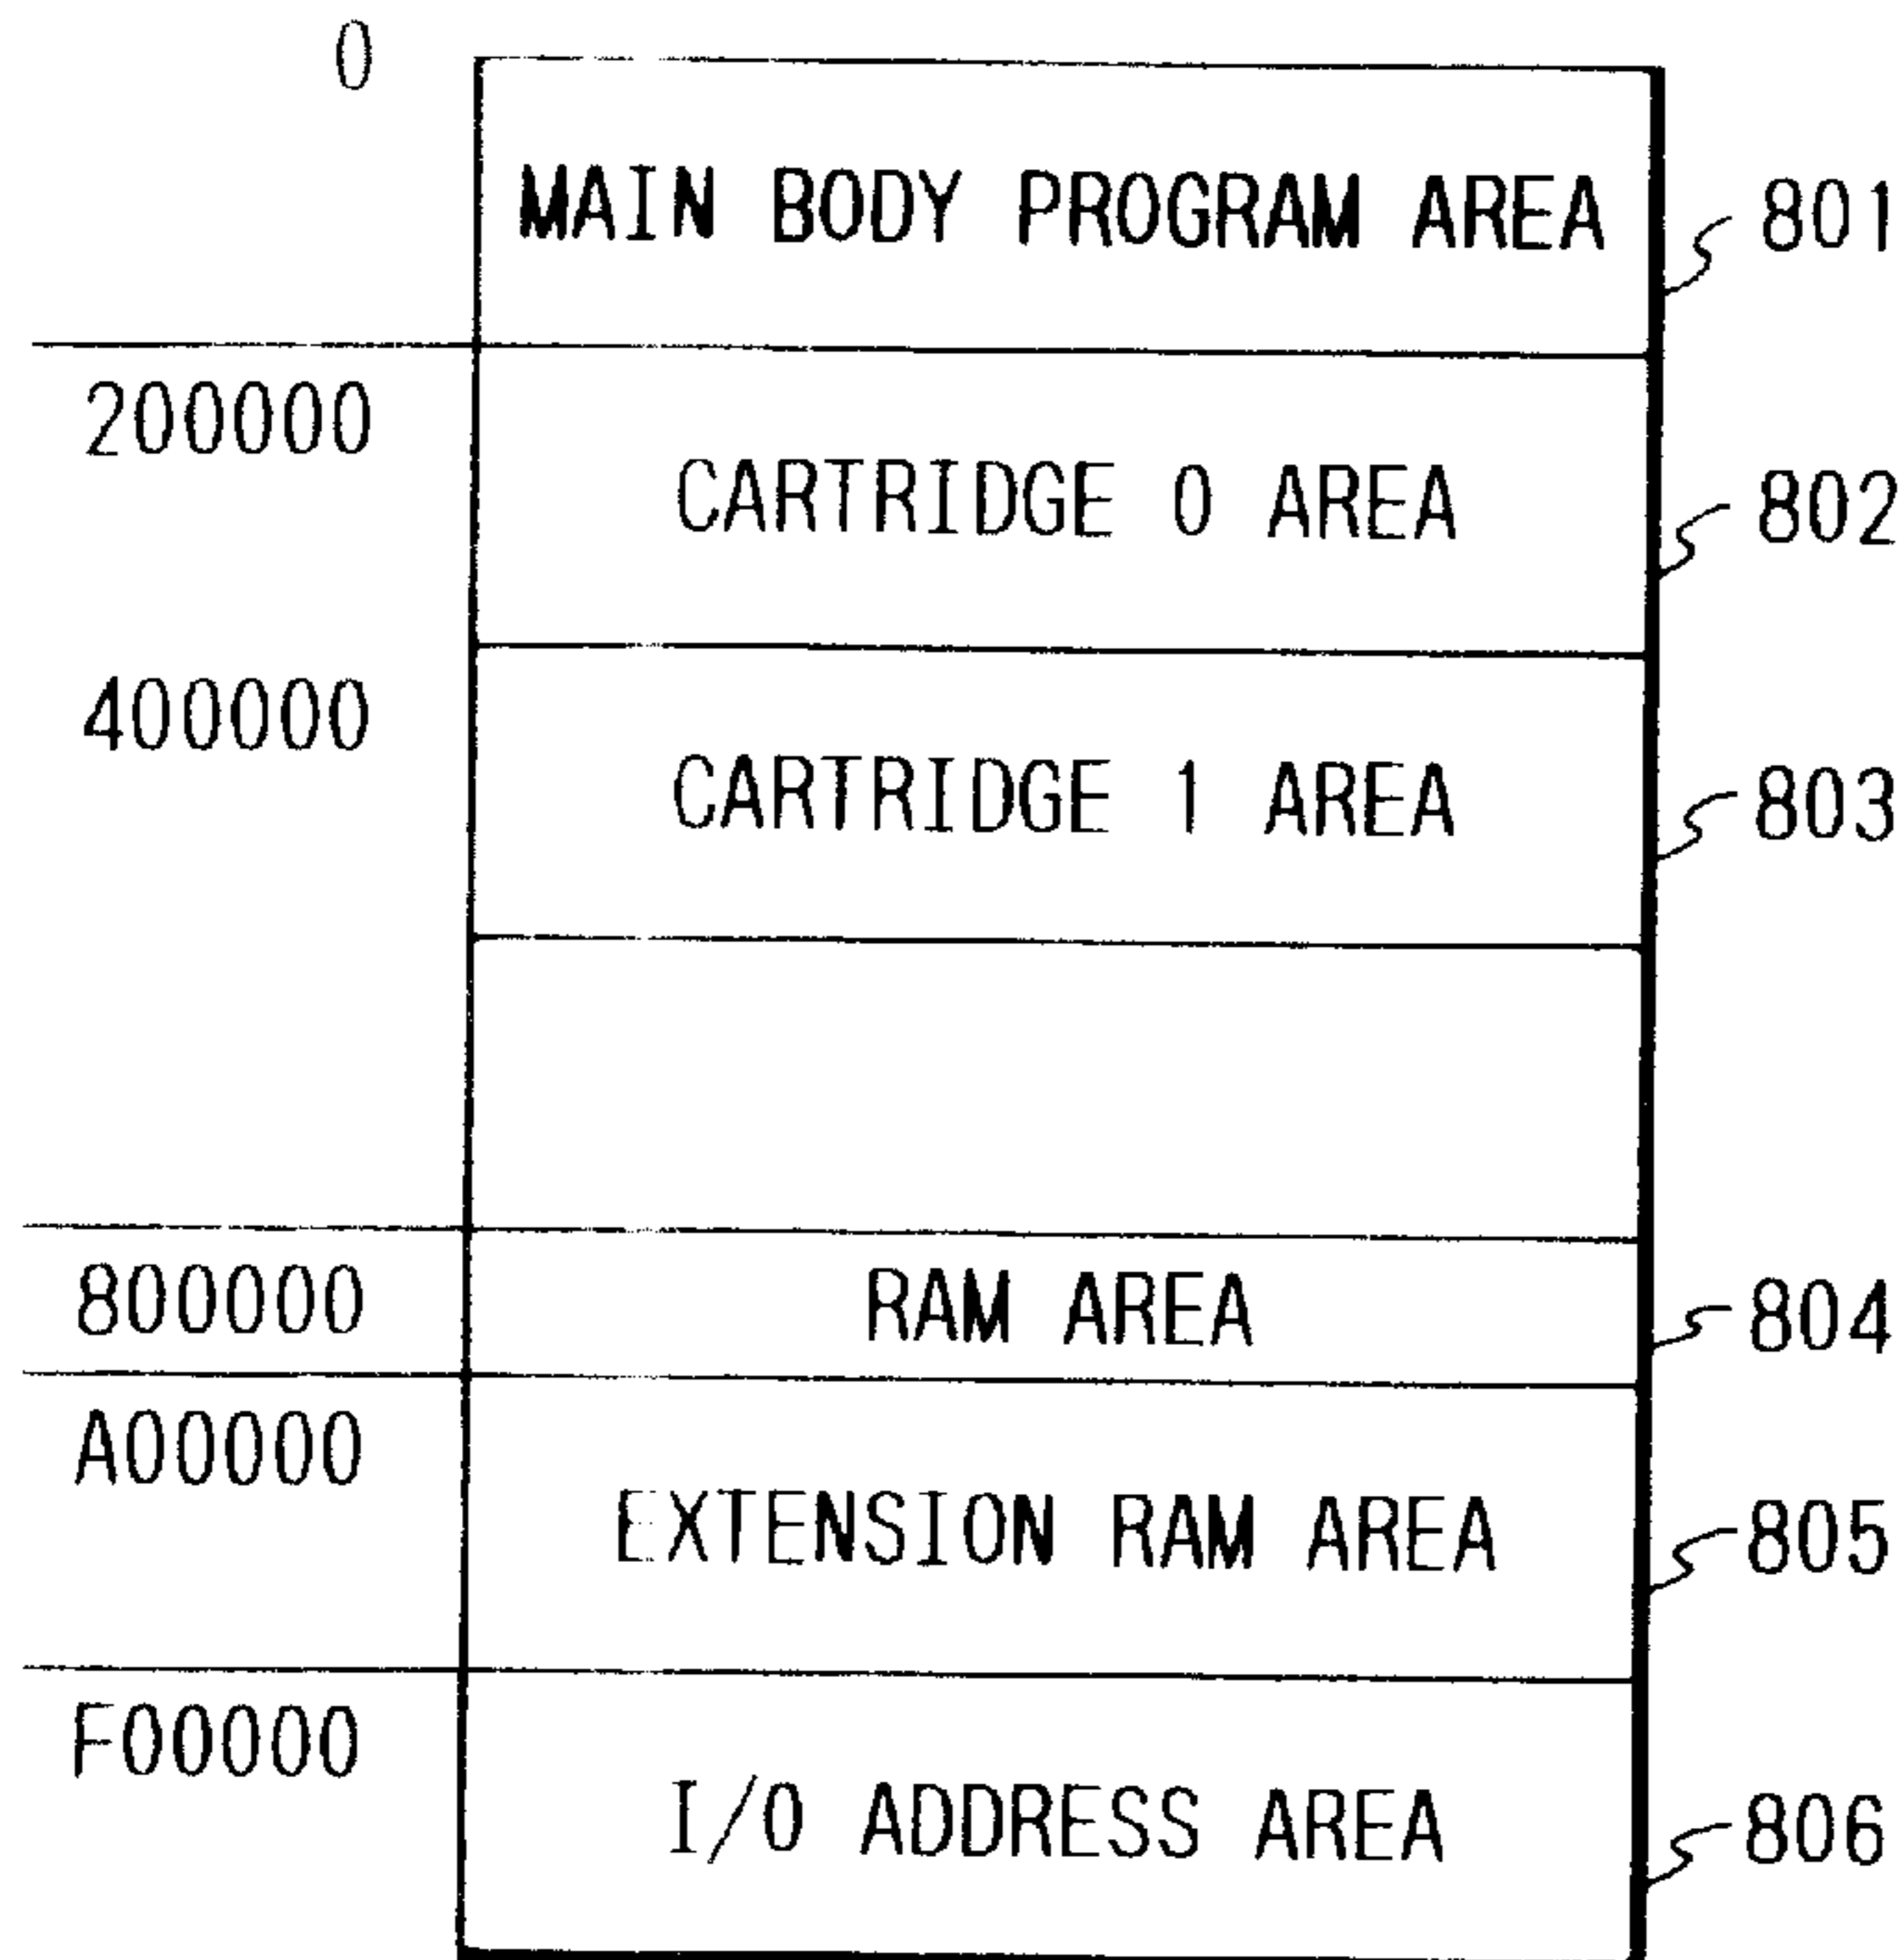 0
MAIN BODY PROGRAM AREA
801
200000
CARTRIDGE 0 AREA
802
400000
CARTRIDGE 1 AREA
803
800000
RAM AREA
804
A00000
EXTENSION RAM AREA
805
F00000
I/O ADDRESS AREA
806